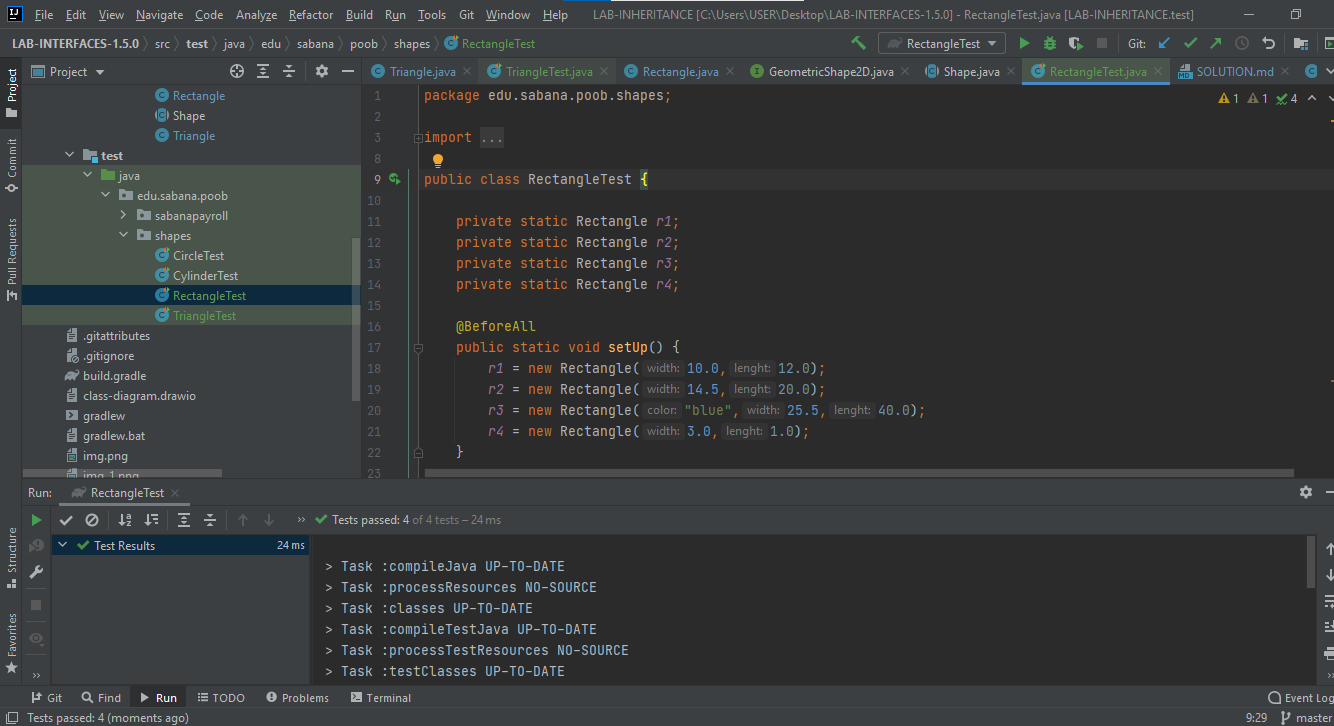 File Edit View Navigate Code Analyze Refactor Build Run Tools Git Window Help LAB-INHERITANCE [C:\Users\USER\Desktop\LAB-INTERFACES-1.5.0] - RectangleTest.java [LAB-INHERITANCE.test]
LAB-INTERFACES-1.5.0 src test java edu sabana poob shapes RectangleTest RectangleTest Git:
Project Triangle.java TriangleTest.java Rectangle.java GeometricShape2D.java Shape.java RectangleTest.java SOLUTION.md
Project
Commit
Pull Requests
Structure
Favorites
Rectangle
Shape
Triangle
test
java
edu.sabana.poob
sabanapayroll
shapes
CircleTest
CylinderTest
RectangleTest
TriangleTest
.gitattributes
.gitignore
build.gradle
class-diagram.drawio
gradlew
gradlew.bat
img.png
img_1.png
1 package edu.sabana.poob.shapes; 1 1 4
2
3 import ...
8
9 public class RectangleTest {
10
11 private static Rectangle r1;
12 private static Rectangle r2;
13 private static Rectangle r3;
14 private static Rectangle r4;
15
16 @BeforeAll
17 public static void setUp() {
18 r1 = new Rectangle( width: 10.0, lenght: 12.0);
19 r2 = new Rectangle( width: 14.5, lenght: 20.0);
20 r3 = new Rectangle( color: "blue", width: 25.5, lenght: 40.0);
21 r4 = new Rectangle( width: 3.0, lenght: 1.0);
22 }
23
Run: RectangleTest
Tests passed: 4 of 4 tests – 24 ms
Test Results 24 ms
> Task :compileJava UP-TO-DATE
> Task :processResources NO-SOURCE
> Task :classes UP-TO-DATE
> Task :compileTestJava UP-TO-DATE
> Task :processTestResources NO-SOURCE
> Task :testClasses UP-TO-DATE
Git Find Run TODO Problems Terminal Event Log
Tests passed: 4 (moments ago) 9:29 master